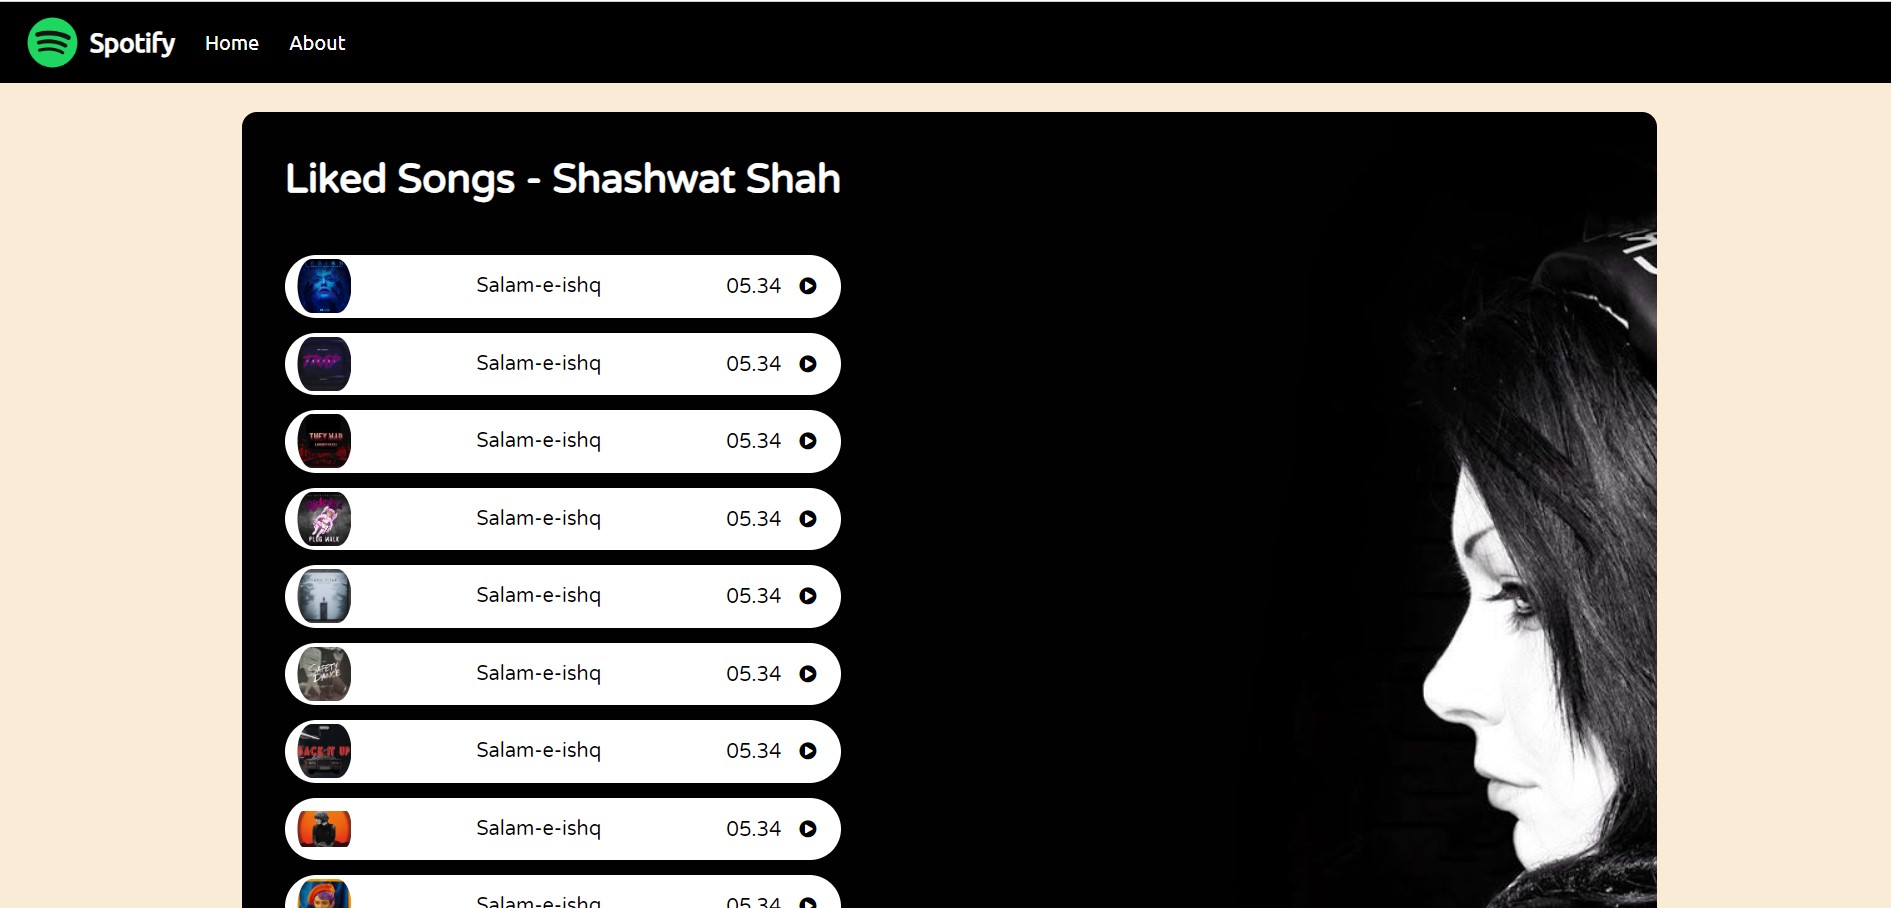 Spotify Home About
Liked Songs - Shashwat Shah
Salam-e-ishq 05.34
TRAP Salam-e-ishq 05.34
THEY MAD Salam-e-ishq 05.34
PLUG WALK Salam-e-ishq 05.34
Salam-e-ishq 05.34
SAFETY DANCE Salam-e-ishq 05.34
BACK IT UP Salam-e-ishq 05.34
Salam-e-ishq 05.34
Salam-e-ishq 05.34